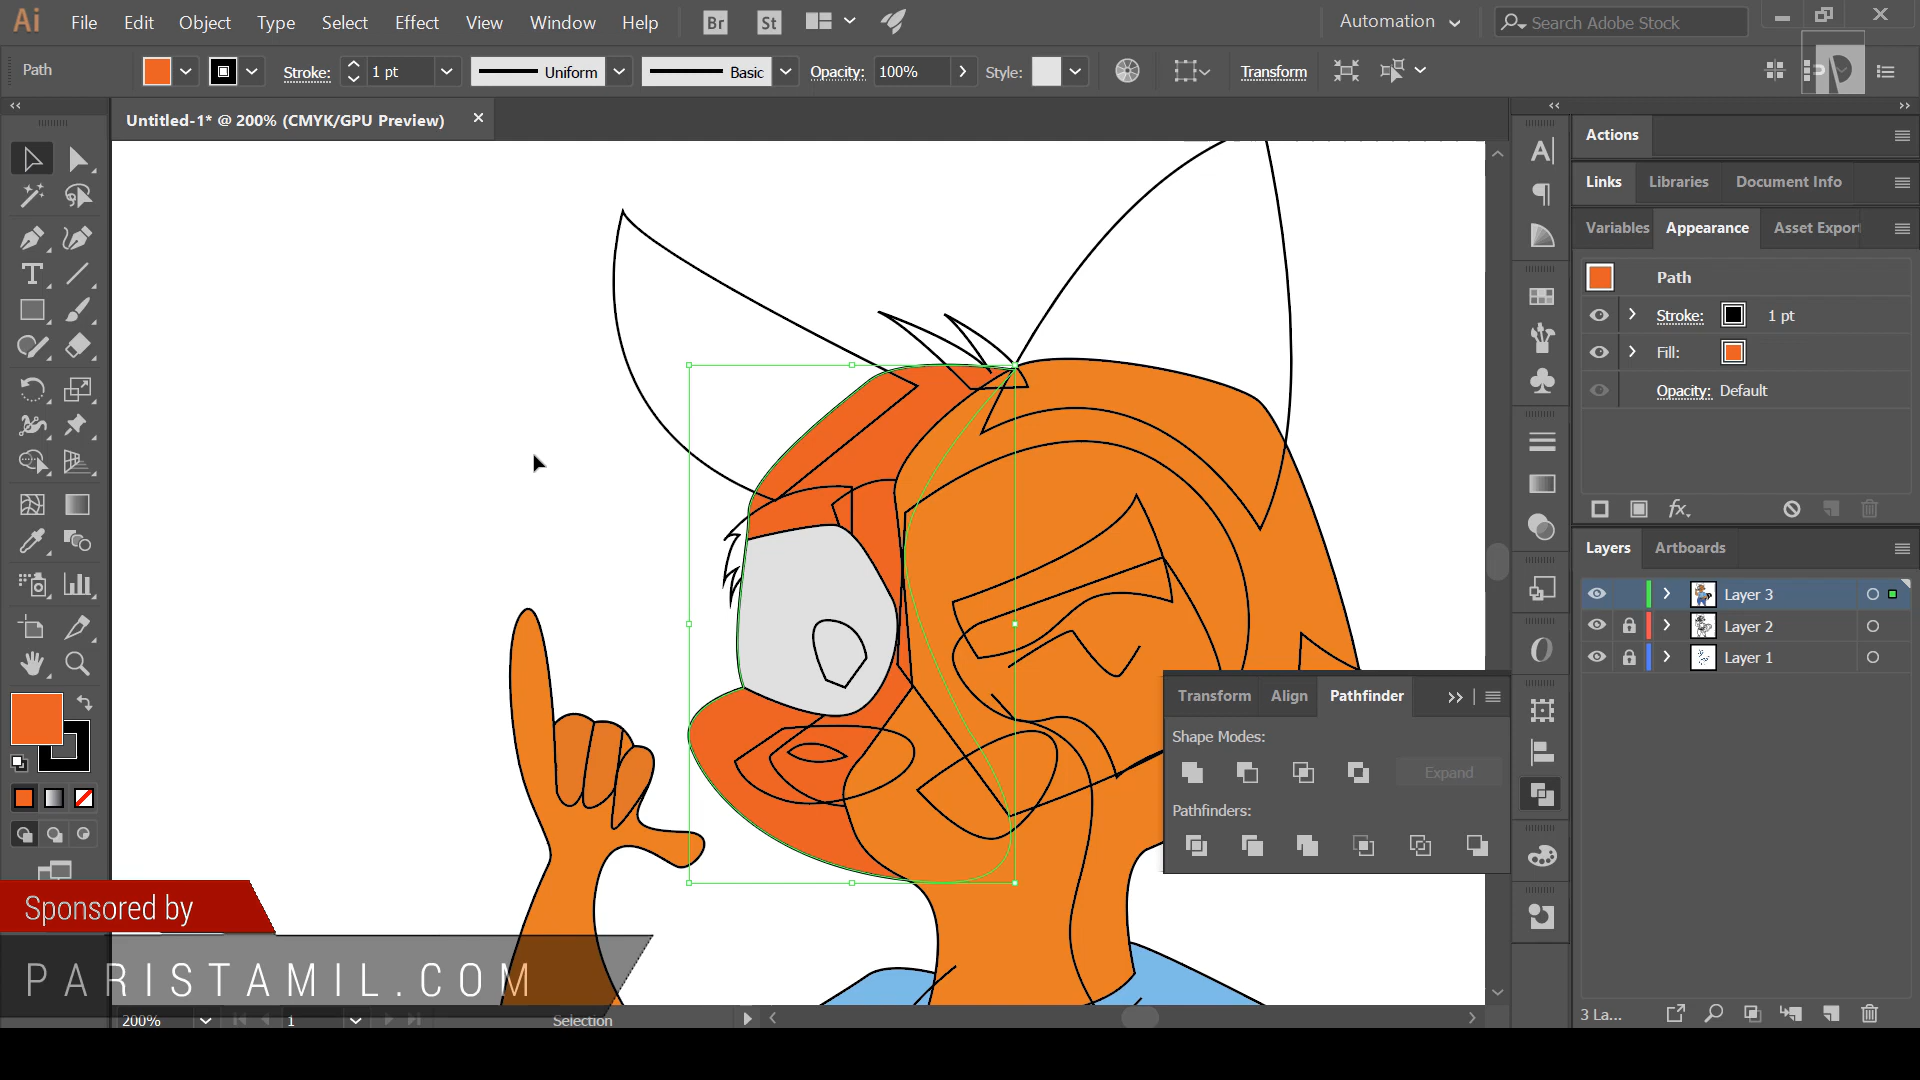 Ai File Edit Object Type Select Effect View Window Help Br St Automation Search Adobe Stock
Path Stroke: 1 pt Uniform Basic Opacity: 100% Style: Transform
Untitled-1* @ 200% (CMYK/GPU Preview)
Actions
Links Libraries Document Info
Variables Appearance Asset Export
Path
Stroke: 1 pt
Fill:
Opacity: Default
fx
Layers Artboards
Layer 3
Layer 2
Layer 1
Transform Align Pathfinder
Shape Modes:
Expand
Pathfinders:
Sponsored by
PARISTAMIL.COM
200% 1 Selection
3 La...